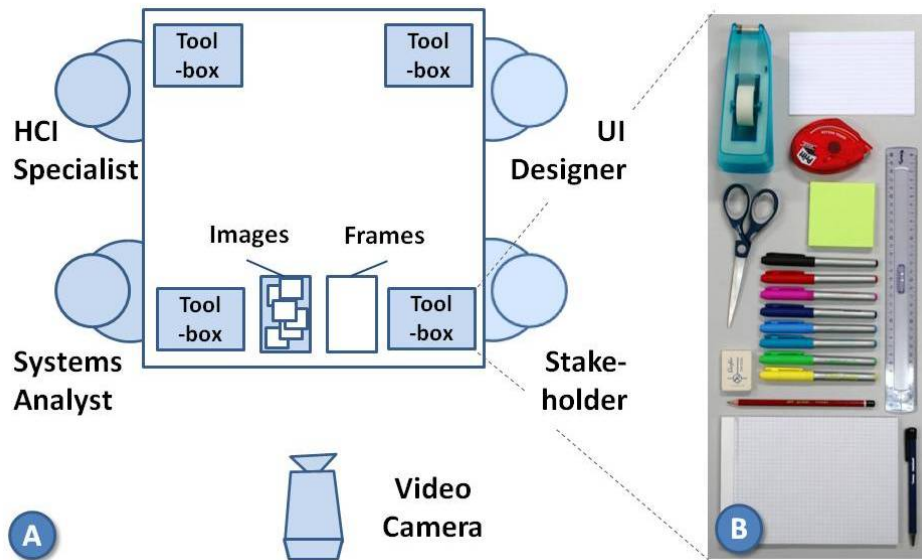 Tool
-box
Tool
-box
HCI
Specialist
UI
Designer
Images
Frames
Tool
-box
Tool
-box
Systems
Analyst
Stake-
holder
Video
Camera
A
B